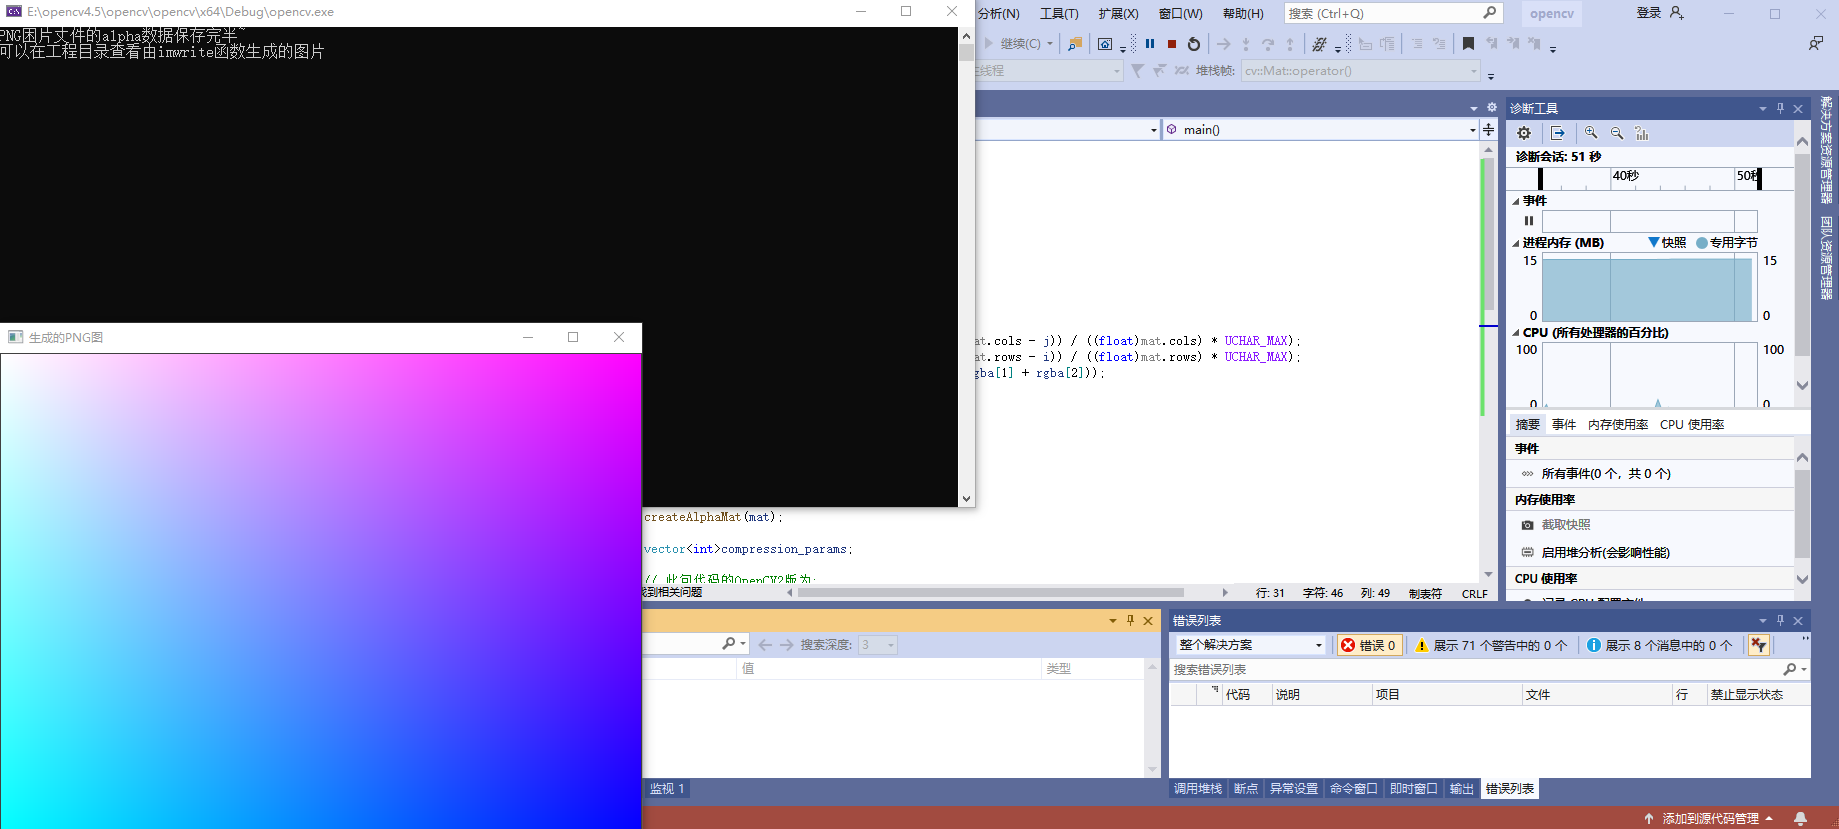 E:\opencv4.5\opencv\opencv\x64\Debug\opencv.exe
PNG图片文件的alpha数据保存完毕~
可以在工程目录查看由imwrite函数生成的图片
分析(N) 工具(T) 扩展(X) 窗口(W) 帮助(H) 搜索 (Ctrl+Q) opencv 登录
继续(C)
线程 堆栈帧: cv::Mat::operator()
main()
at.cols - j)) / ((float)mat.cols) * UCHAR_MAX);
at.rows - i)) / ((float)mat.rows) * UCHAR_MAX);
gba[1] + rgba[2]));
createAlphaMat(mat);
vector<int>compression_params;
// 此句代码的OpenCV2版为:
找到相关问题 行: 31 字符: 46 列: 49 制表符 CRLF
生成的PNG图
搜索深度: 3
值 类型
监视 1
诊断工具
诊断会话: 51 秒
40秒 50秒
事件
进程内存 (MB) 快照 专用字节
15 15
0 0
CPU (所有处理器的百分比)
100 100
0 0
摘要 事件 内存使用率 CPU 使用率
事件
所有事件(0 个，共 0 个)
内存使用率
截取快照
启用堆分析(会影响性能)
CPU 使用率
记录 CPU 配置文件
错误列表
整个解决方案 错误 0 展示 71 个警告中的 0 个 展示 8 个消息中的 0 个
搜索错误列表
代码 说明 项目 文件 行 禁止显示状态
调用堆栈 断点 异常设置 命令窗口 即时窗口 输出 错误列表
添加到源代码管理
解决方案资源管理器
团队资源管理器